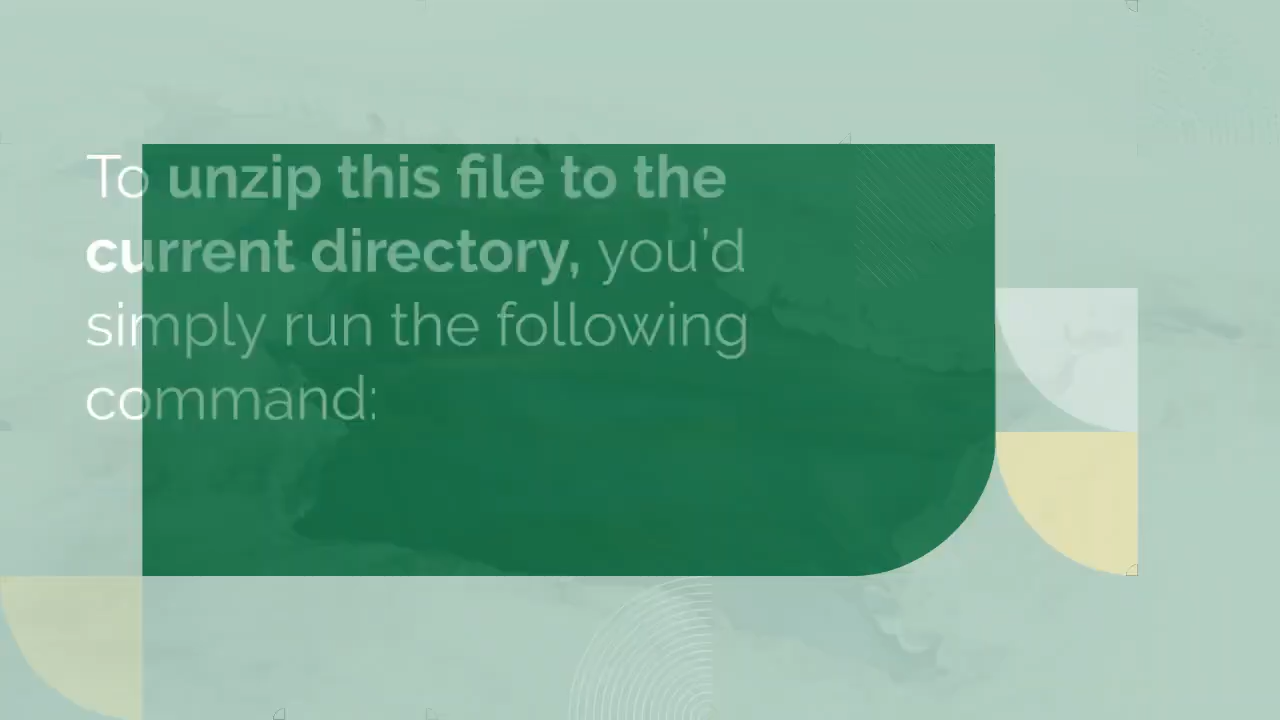 To unzip this file to the
current directory, you'd
simply run the following
command: